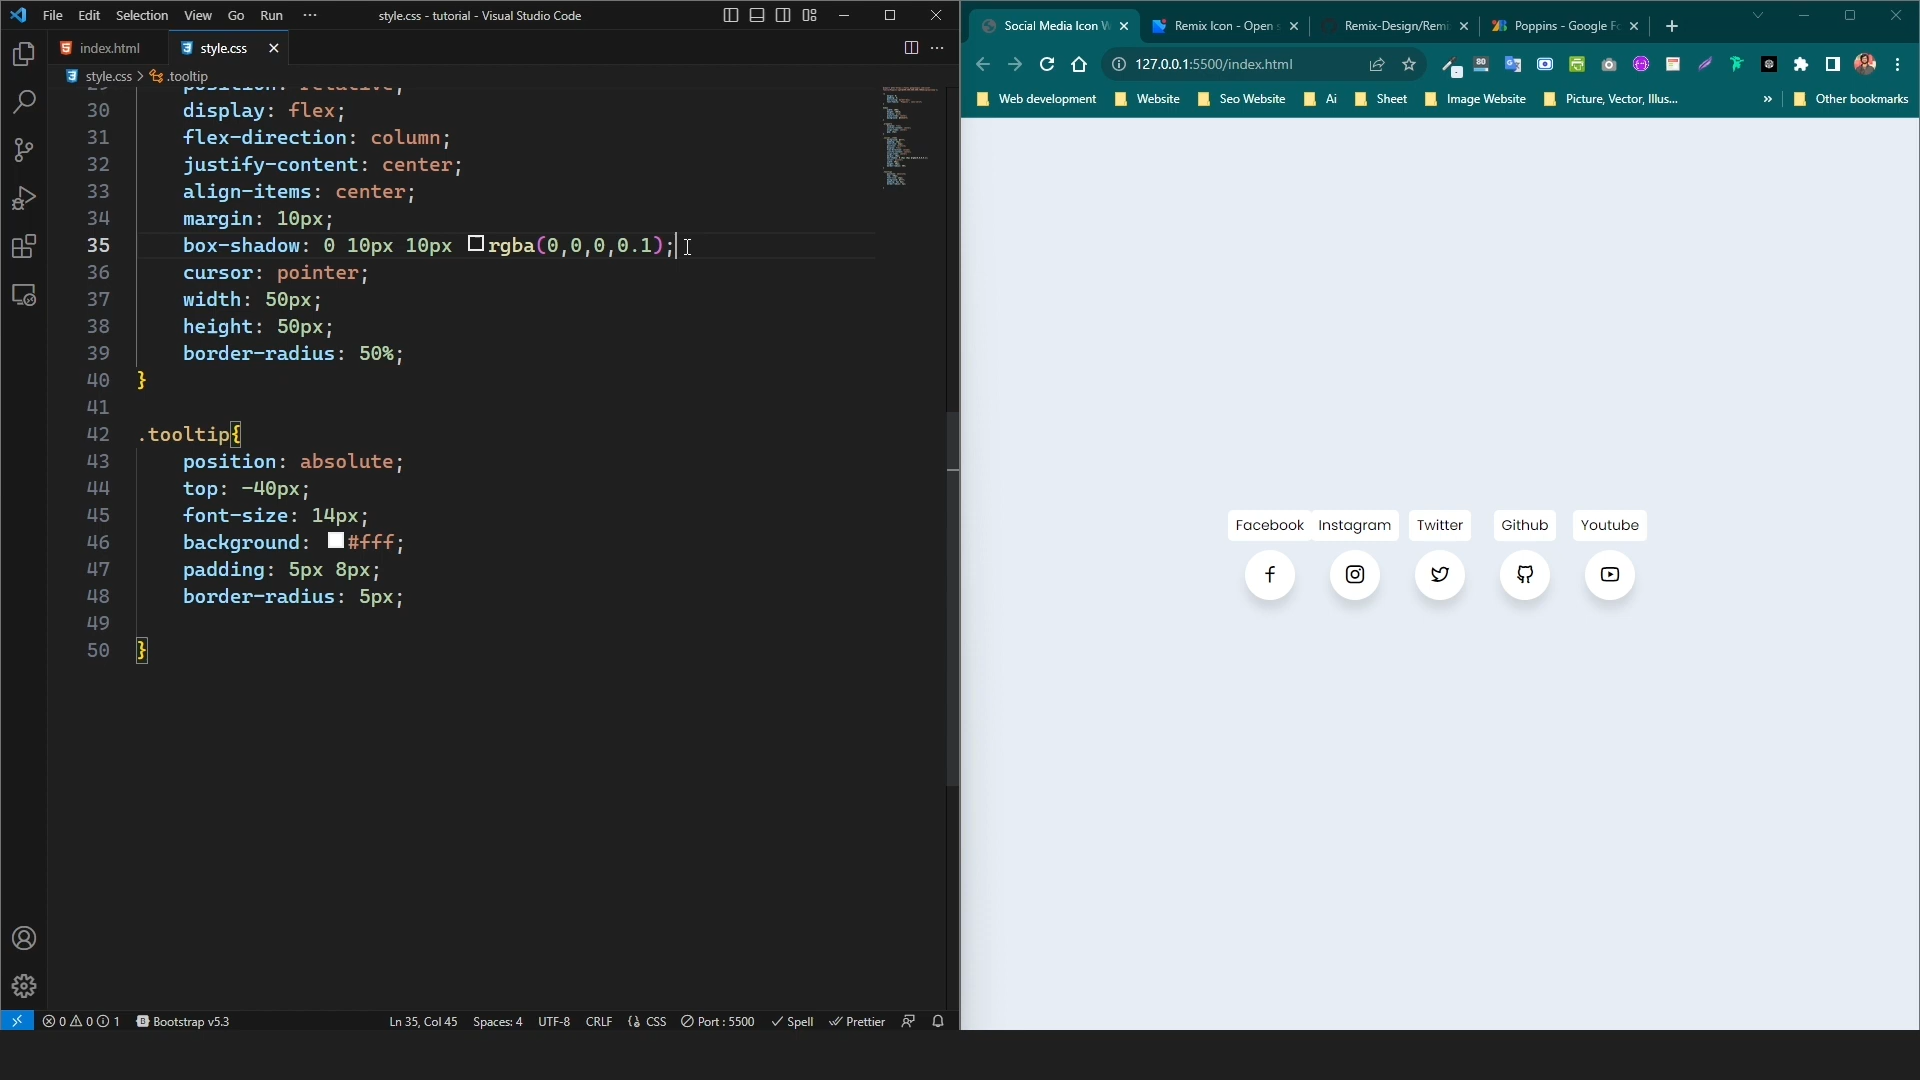 File Edit Selection View Go Run ··· style.css - tutorial - Visual Studio Code
index.html style.css
style.css > .tooltip
29 position: relative;
30 display: flex;
31 flex-direction: column;
32 justify-content: center;
33 align-items: center;
34 margin: 10px;
35 box-shadow: 0 10px 10px rgba(0,0,0,0.1);
36 cursor: pointer;
37 width: 50px;
38 height: 50px;
39 border-radius: 50%;
40 }
41
42 .tooltip{
43 position: absolute;
44 top: -40px;
45 font-size: 14px;
46 background: #fff;
47 padding: 5px 8px;
48 border-radius: 5px;
49
50 }
0 0 1 Bootstrap v5.3 Ln 35, Col 45 Spaces: 4 UTF-8 CRLF CSS Port : 5500 Spell Prettier
Social Media Icon W Remix Icon - Open s Remix-Design/Remi Poppins - Google Fo
127.0.0.1:5500/index.html
80
Web development Website Seo Website Ai Sheet Image Website Picture, Vector, Illus... » Other bookmarks
Facebook Instagram Twitter Github Youtube